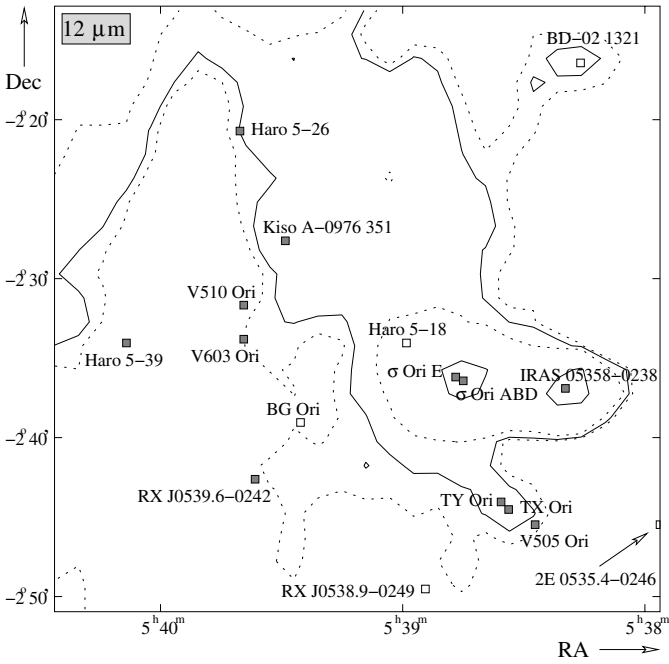 12 μm
BD−02 1321
Dec
−2°20'
Haro 5−26
Kiso A−0976 351
−2°30'
V510 Ori
Haro 5−18
V603 Ori
Haro 5−39
σ Ori E
IRAS 05358−0238
σ Ori ABD
BG Ori
−2°40'
RX J0539.6−0242
TY Ori
TX Ori
V505 Ori
2E 0535.4−0246
RX J0538.9−0249
−2°50'
5h40m
5h39m
5h38m
RA